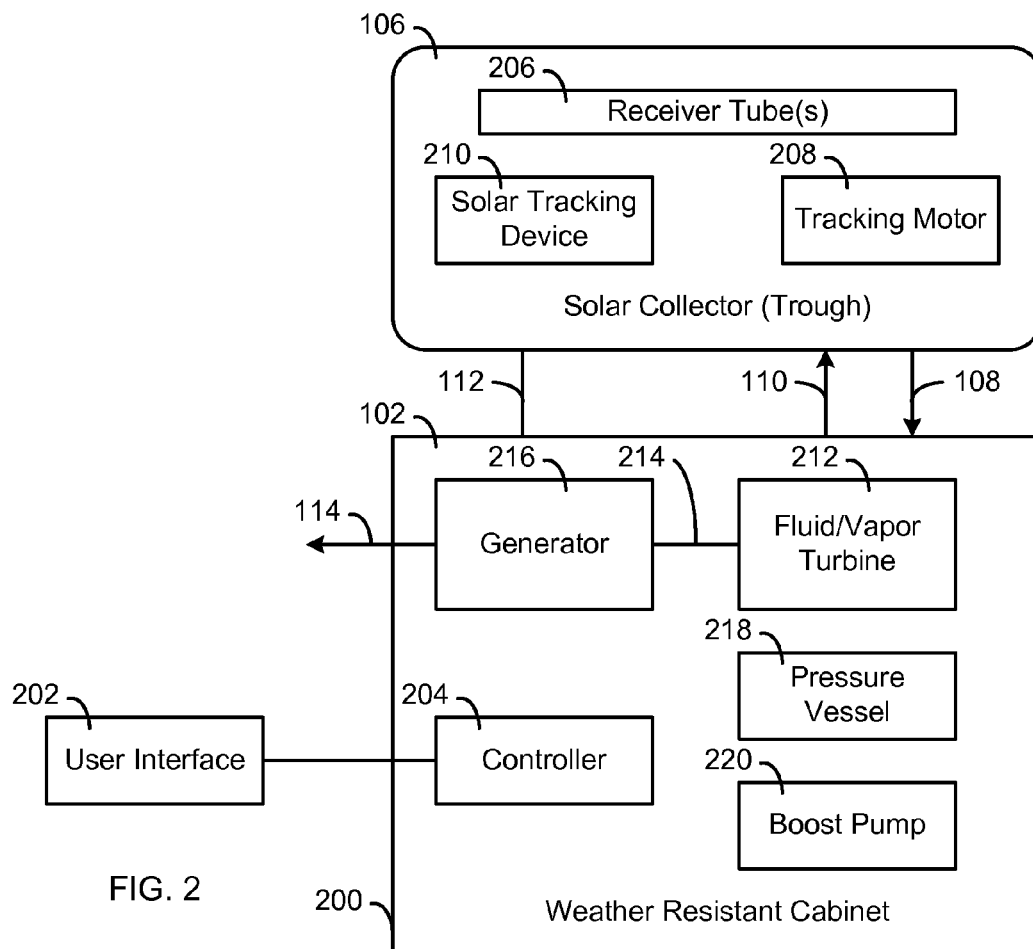 106
206
Receiver Tube(s)
210
208
Solar Tracking
Device
Tracking Motor
Solar Collector (Trough)
112
110
108
102
216
214
212
114
Generator
Fluid/Vapor
Turbine
218
Pressure
Vessel
202
204
User Interface
Controller
220
Boost Pump
FIG. 2
200
Weather Resistant Cabinet